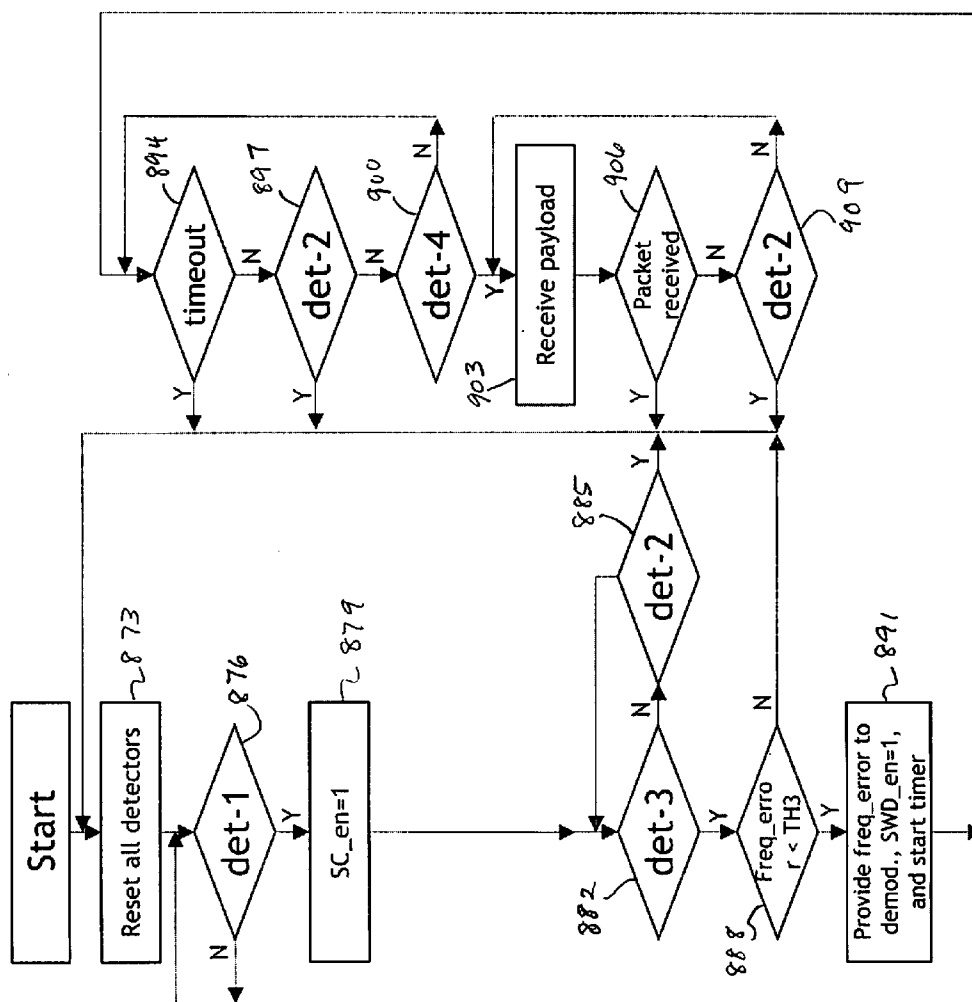 Start
Reset all detectors
873
det-1
876
N
Y
SC_en=1
879
det-3
882
N
Y
det-2
885
Y
Freq_erro
r < TH3
888
N
Y
Provide freq_error to
demod., SWD_en=1,
and start timer
891
timeout
894
Y
N
det-2
897
Y
N
det-4
900
N
Y
Receive payload
903
Packet
received
906
Y
N
det-2
909
Y
N